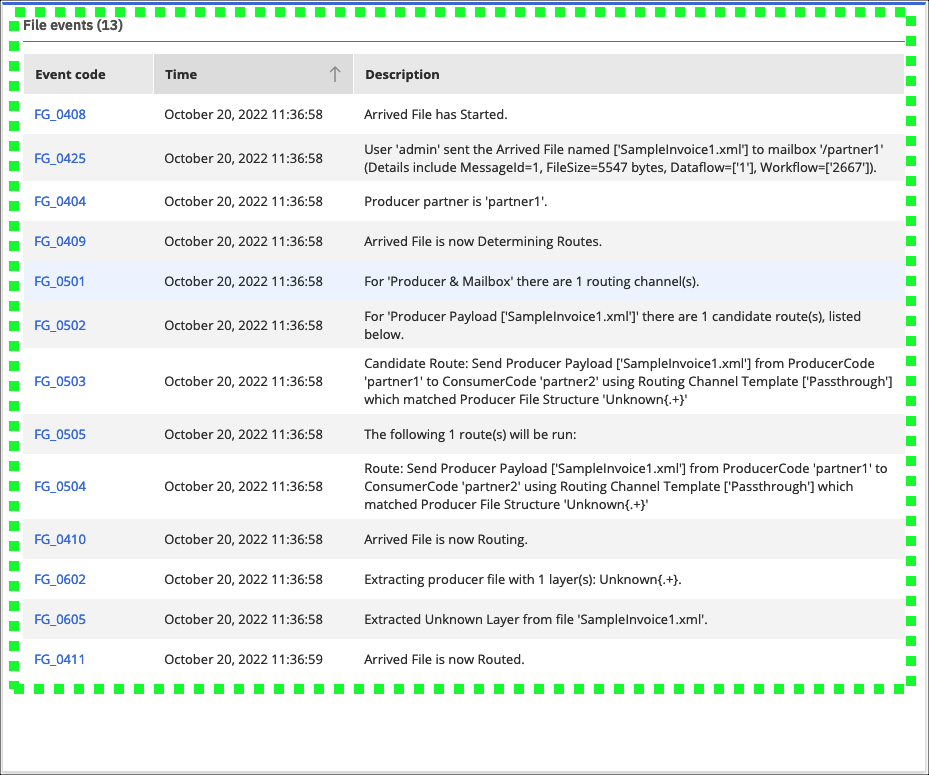 File events (13)
Event code Time Description
FG_0408 October 20, 2022 11:36:58 Arrived File has Started.
User 'admin' sent the Arrived File named ['SampleInvoice1.xml'] to mailbox '/partner1'
FG_0425 October 20, 2022 11:36:58
(Details include MessageId=1, FileSize=5547 bytes, Dataflow=['1'], Workflow=['2667']).
FG_0404 October 20, 2022 11:36:58 Producer partner is 'partner1'.
FG_0409 October 20, 2022 11:36:58 Arrived File is now Determining Routes.
FG_0501 October 20, 2022 11:36:58 For 'Producer & Mailbox' there are 1 routing channel(s).
For 'Producer Payload ['SampleInvoice1.xml']' there are 1 candidate route(s), listed
FG_0502 October 20, 2022 11:36:58
below.
Candidate Route: Send Producer Payload ['SampleInvoice1.xml'] from ProducerCode
FG_0503 October 20, 2022 11:36:58 'partner1' to ConsumerCode 'partner2' using Routing Channel Template ['Passthrough']
which matched Producer File Structure 'Unknown{.+}'
FG_0505 October 20, 2022 11:36:58 The following 1 route(s) will be run:
Route: Send Producer Payload ['SampleInvoice1.xml'] from ProducerCode 'partner1' to
FG_0504 October 20, 2022 11:36:58 ConsumerCode 'partner2' using Routing Channel Template ['Passthrough'] which
matched Producer File Structure 'Unknown{.+}'
FG_0410 October 20, 2022 11:36:58 Arrived File is now Routing.
FG_0602 October 20, 2022 11:36:58 Extracting producer file with 1 layer(s): Unknown{.+}.
FG_0605 October 20, 2022 11:36:58 Extracted Unknown Layer from file 'SampleInvoice1.xml'.
FG_0411 October 20, 2022 11:36:59 Arrived File is now Routed.